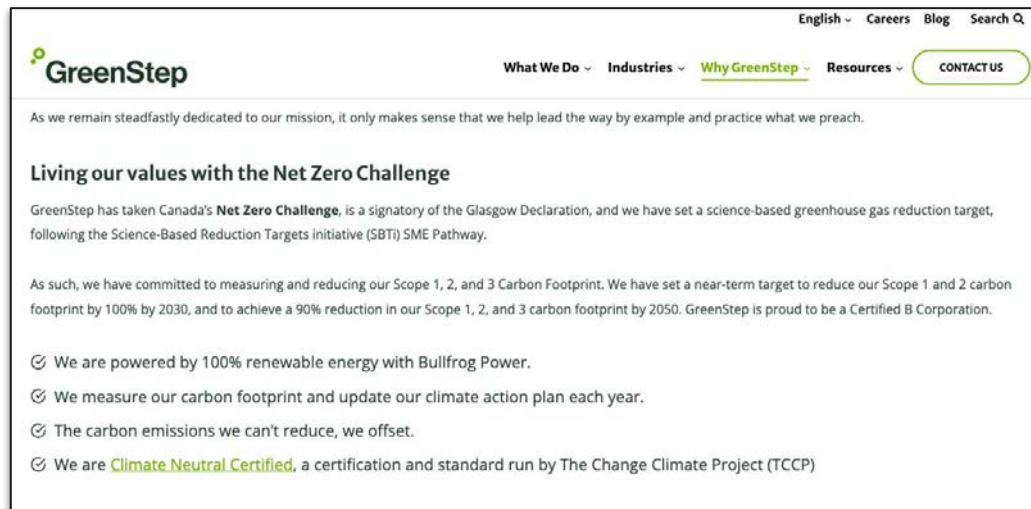 English Careers Blog Search
GreenStep
What We Do Industries Why GreenStep Resources CONTACT US
As we remain steadfastly dedicated to our mission, it only makes sense that we help lead the way by example and practice what we preach.
Living our values with the Net Zero Challenge
GreenStep has taken Canada's Net Zero Challenge, is a signatory of the Glasgow Declaration, and we have set a science-based greenhouse gas reduction target,
following the Science-Based Reduction Targets initiative (SBTi) SME Pathway.
As such, we have committed to measuring and reducing our Scope 1, 2, and 3 Carbon Footprint. We have set a near-term target to reduce our Scope 1 and 2 carbon
footprint by 100% by 2030, and to achieve a 90% reduction in our Scope 1, 2, and 3 carbon footprint by 2050. GreenStep is proud to be a Certified B Corporation.
We are powered by 100% renewable energy with Bullfrog Power.
We measure our carbon footprint and update our climate action plan each year.
The carbon emissions we can't reduce, we offset.
We are Climate Neutral Certified, a certification and standard run by The Change Climate Project (TCCP)